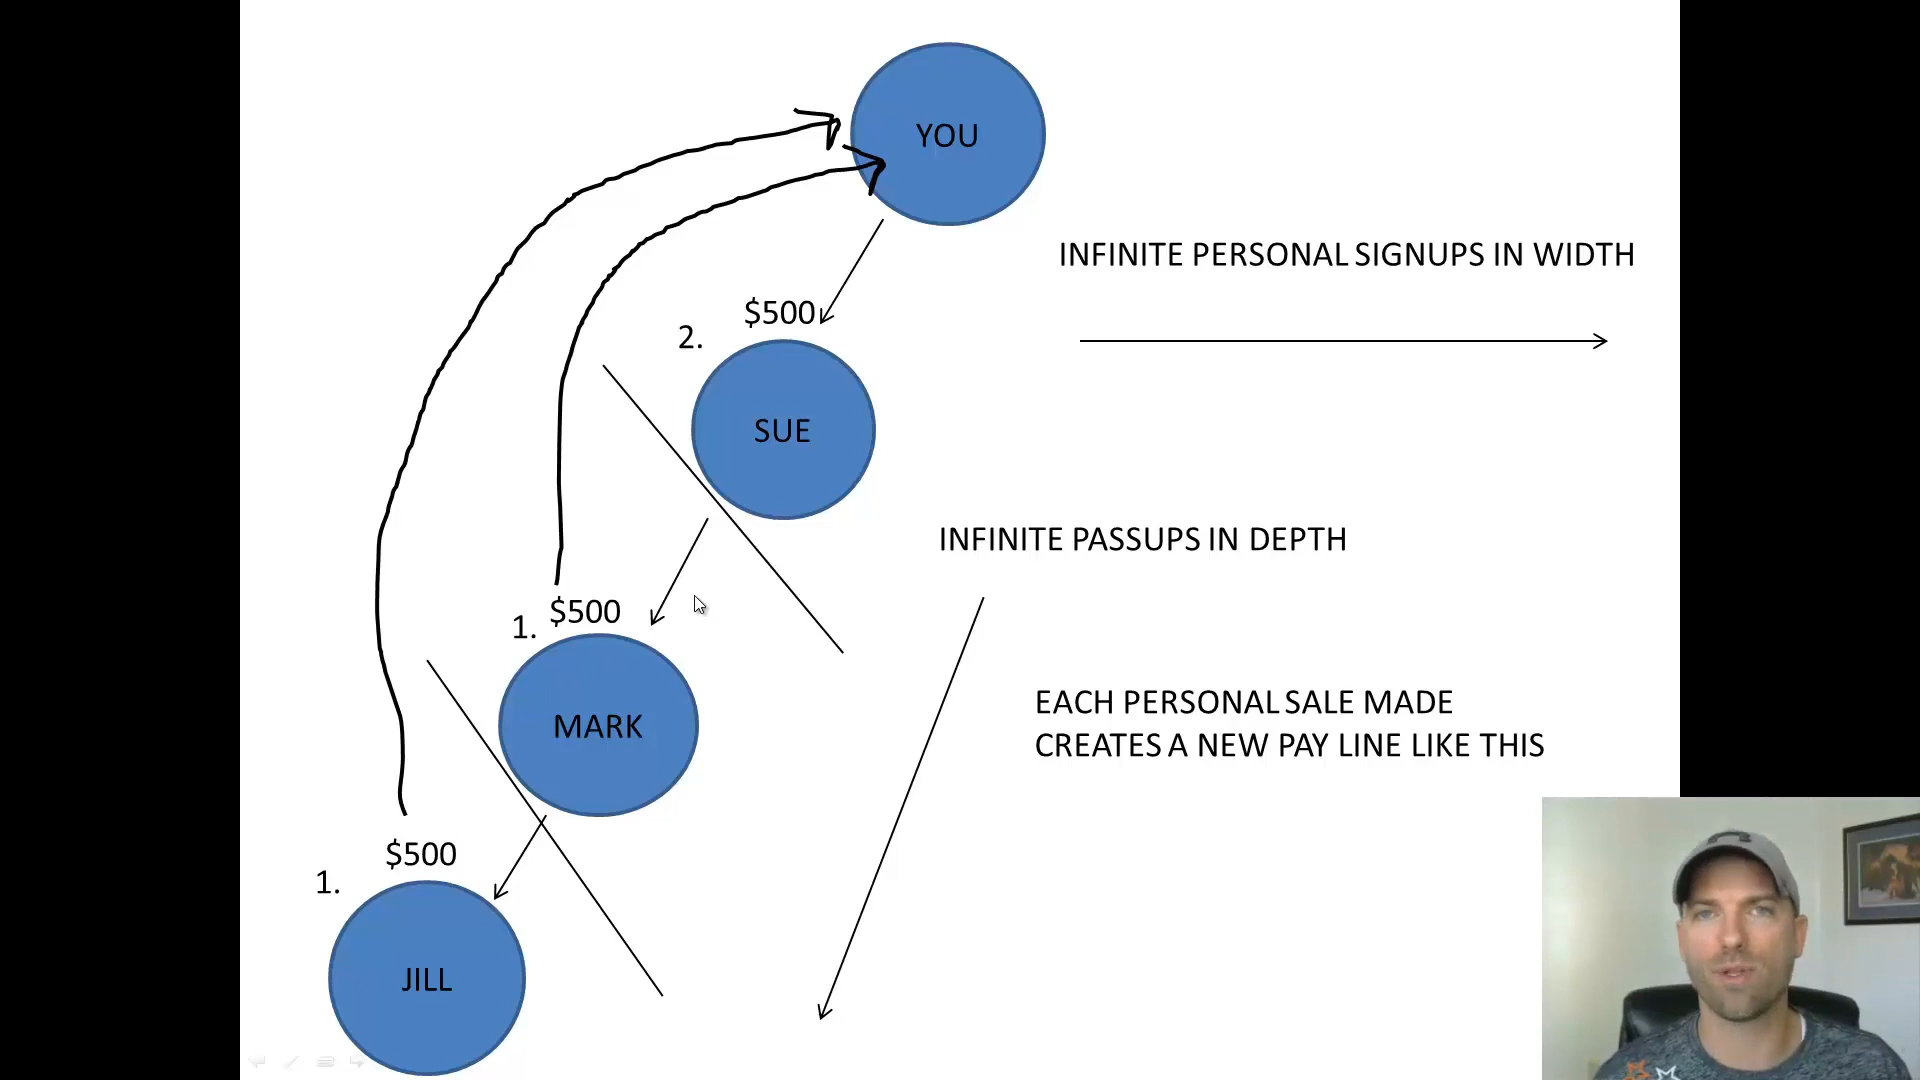 YOU
INFINITE PERSONAL SIGNUPS IN WIDTH
$500
2.
SUE
INFINITE PASSUPS IN DEPTH
$500
1.
MARK
EACH PERSONAL SALE MADE
CREATES A NEW PAY LINE LIKE THIS
$500
1.
JILL